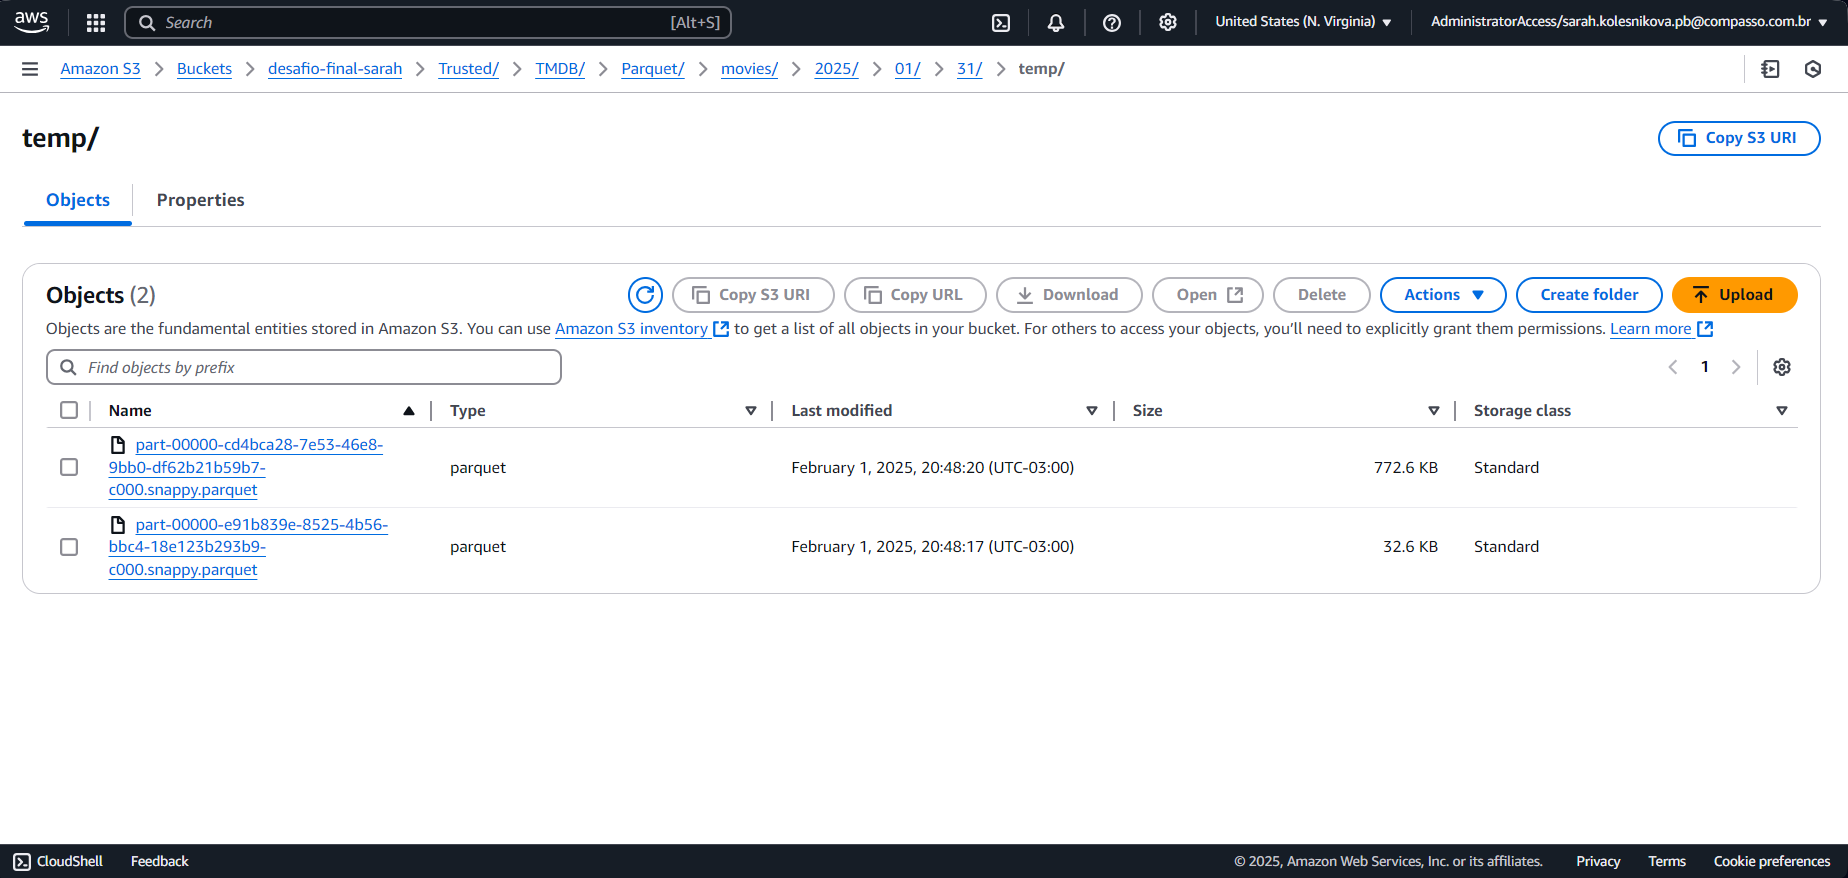 aws Search [Alt+S] United States (N. Virginia) AdministratorAccess/sarah.kolesnikova.pb@compasso.com.br
Amazon S3 Buckets desafio-final-sarah Trusted/ TMDB/ Parquet/ movies/ 2025/ 01/ 31/ temp/
temp/ Copy S3 URI
Objects Properties
Objects (2) Copy S3 URI Copy URL Download Open Delete Actions Create folder Upload
Objects are the fundamental entities stored in Amazon S3. You can use Amazon S3 inventory to get a list of all objects in your bucket. For others to access your objects, you’ll need to explicitly grant them permissions. Learn more
Find objects by prefix 1
Name Type Last modified Size Storage class
part-00000-cd4bca28-7e53-46e8-
9bb0-df62b21b59b7- parquet February 1, 2025, 20:48:20 (UTC-03:00) 772.6 KB Standard
c000.snappy.parquet
part-00000-e91b839e-8525-4b56-
bbc4-18e123b293b9- parquet February 1, 2025, 20:48:17 (UTC-03:00) 32.6 KB Standard
c000.snappy.parquet
CloudShell Feedback © 2025, Amazon Web Services, Inc. or its affiliates. Privacy Terms Cookie preferences